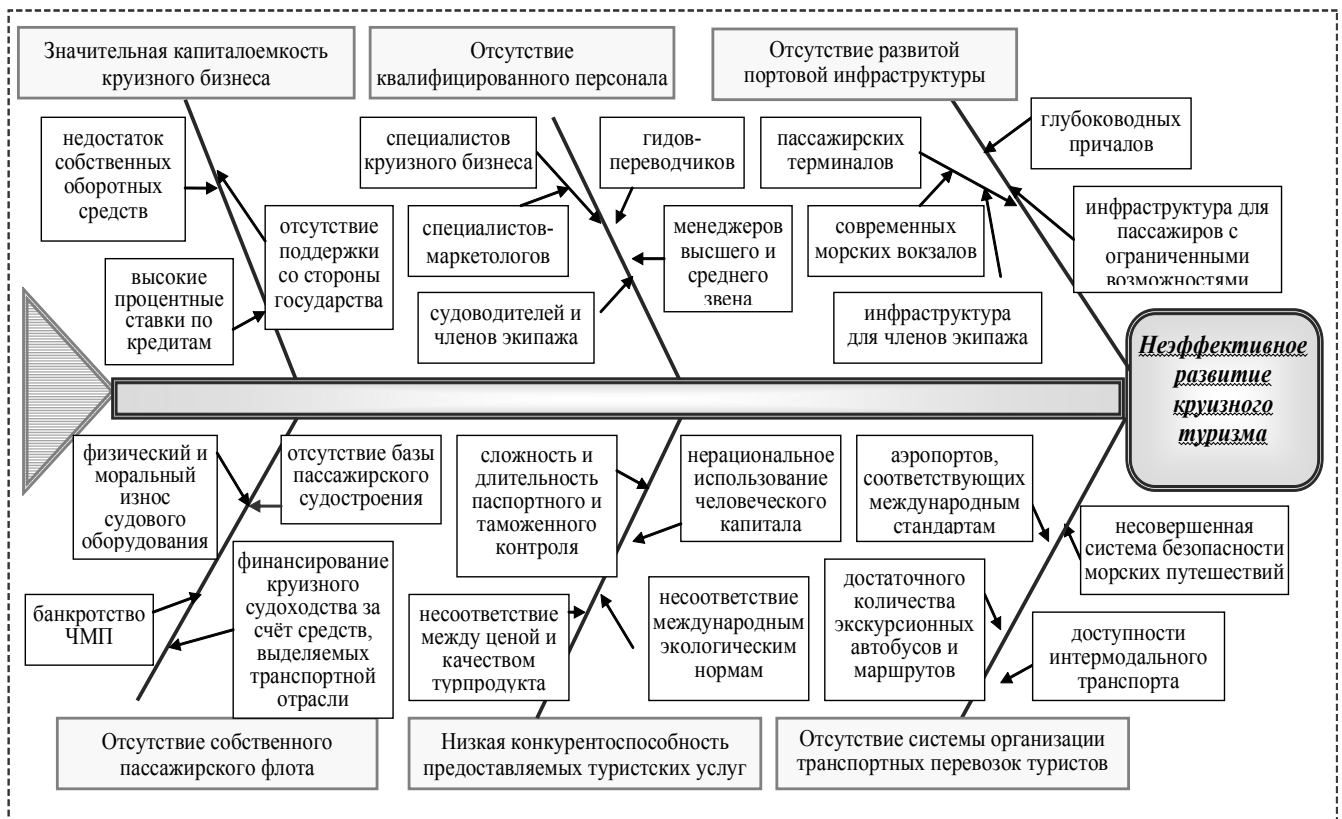 Значительная капиталоемкость
круизного бизнеса
Отсутствие
квалифицированного персонала
Отсутствие развитой
портовой инфраструктуры
недостаток
собственных
оборотных
средств
отсутствие
поддержки
со стороны
государства
высокие
процентные
ставки по
кредитам
специалистов
круизного бизнеса
гидов-
переводчиков
специалистов-
маркетологов
менеджеров
высшего и
среднего
звена
судоводителей и
членов экипажа
пассажирских
терминалов
глубоководных
причалов
современных
морских вокзалов
инфраструктура для
пассажиров с
ограниченными
возможностями
инфраструктура
для членов экипажа
Неэффективное
развитие
круизного
туризма
физический и
моральный
износ
судового
оборудования
отсутствие базы
пассажирского
судостроения
банкротство
ЧМП
финансирование
круизного
судоходства за
счёт средств,
выделяемых
транспортной
отрасли
сложность и
длительность
паспортного и
таможенного
контроля
нерациональное
использование
человеческого
капитала
несоответствие
между ценой и
качеством
турпродукта
несоответствие
международным
экологическим
нормам
аэропортов,
соответствующих
международным
стандартам
несовершенная
система безопасности
морских путешествий
достаточного
количества
экскурсионных
автобусов и
маршрутов
доступности
интермодального
транспорта
Отсутствие собственного
пассажирского флота
Низкая конкурентоспособность
предоставляемых туристских услуг
Отсутствие системы организации
транспортных перевозок туристов